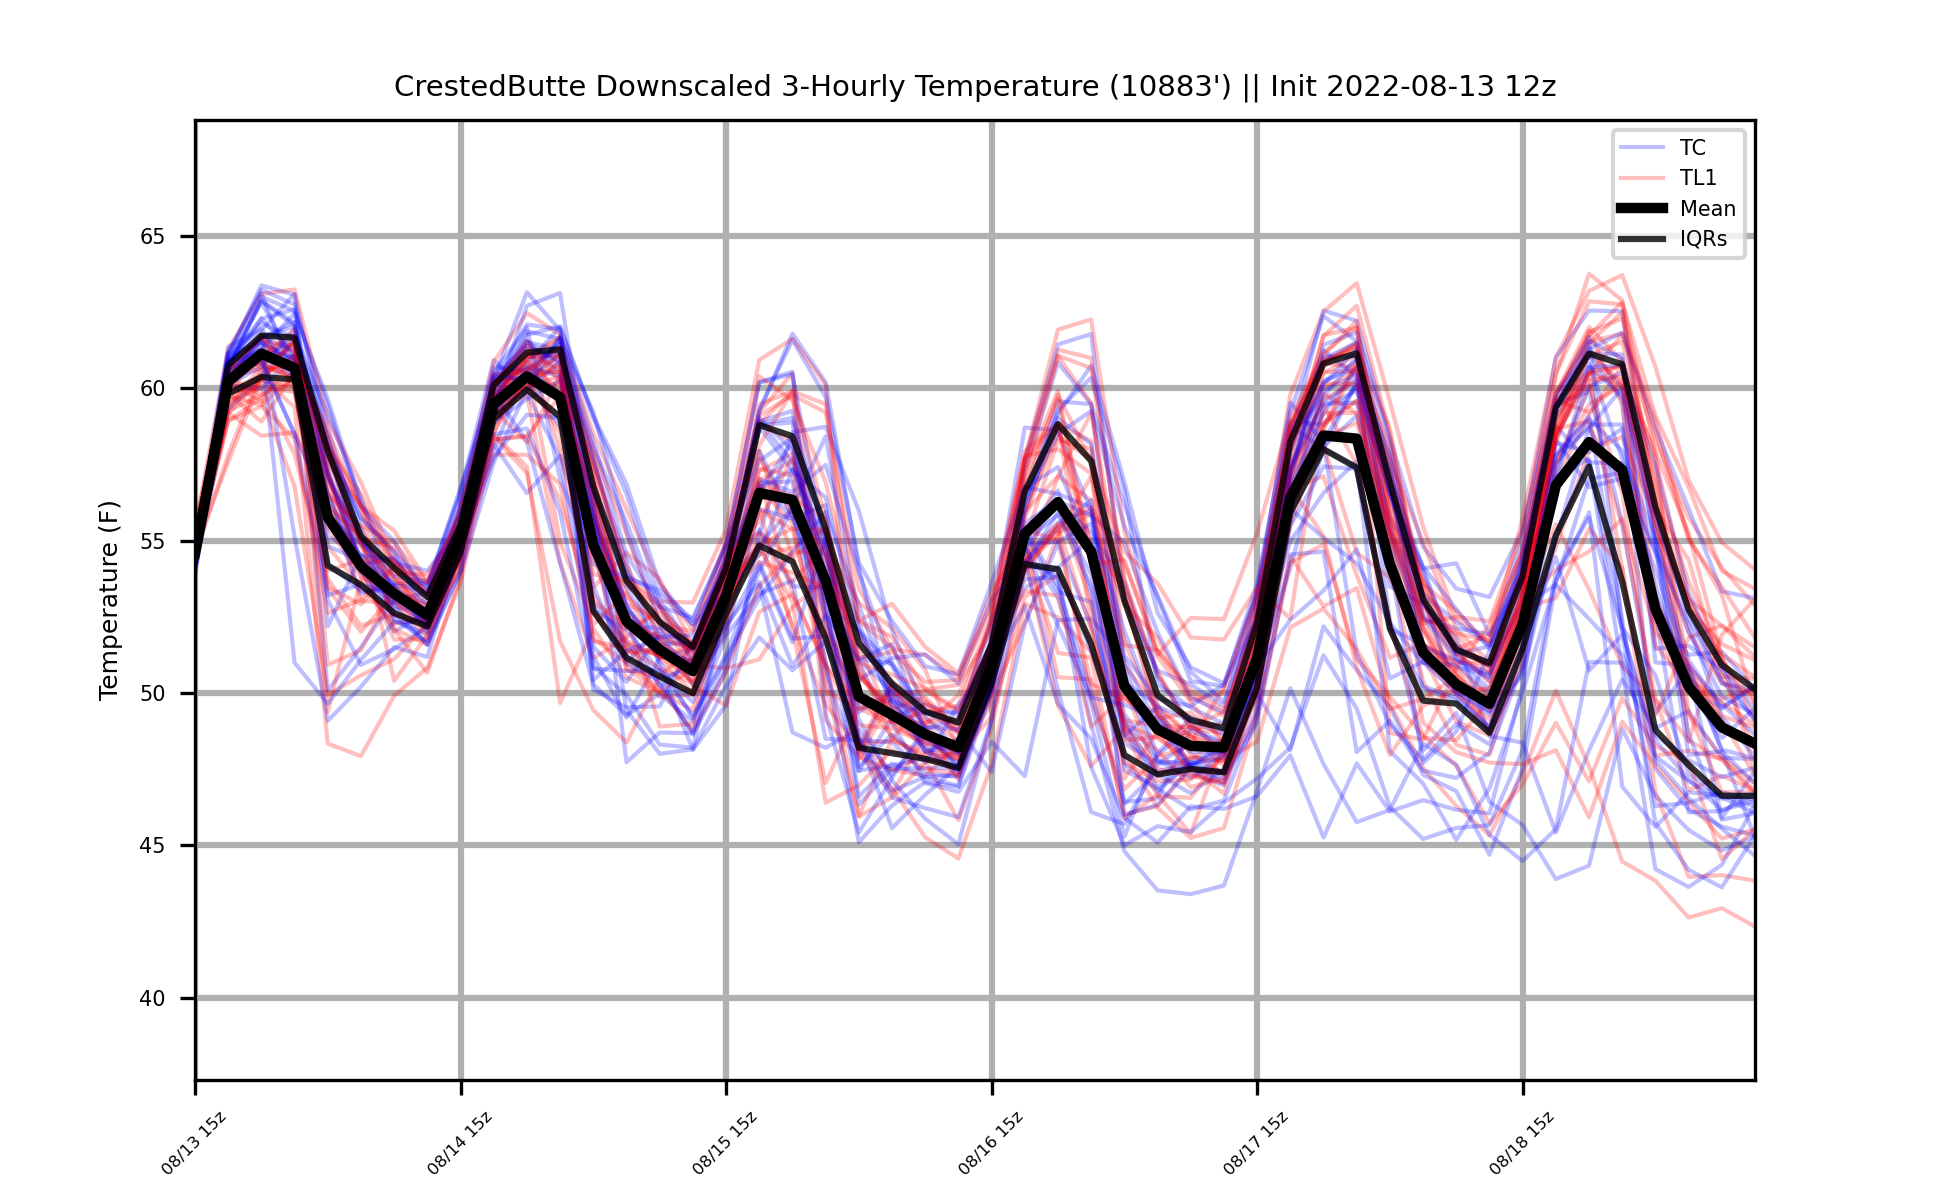 CrestedButte Downscaled 3-Hourly Temperature (10883') || Init 2022-08-13 12z
TC
TL1
Mean
IQRs
Temperature (F)
65
60
55
50
45
40
08/13 15z
08/14 15z
08/15 15z
08/16 15z
08/17 15z
08/18 15z